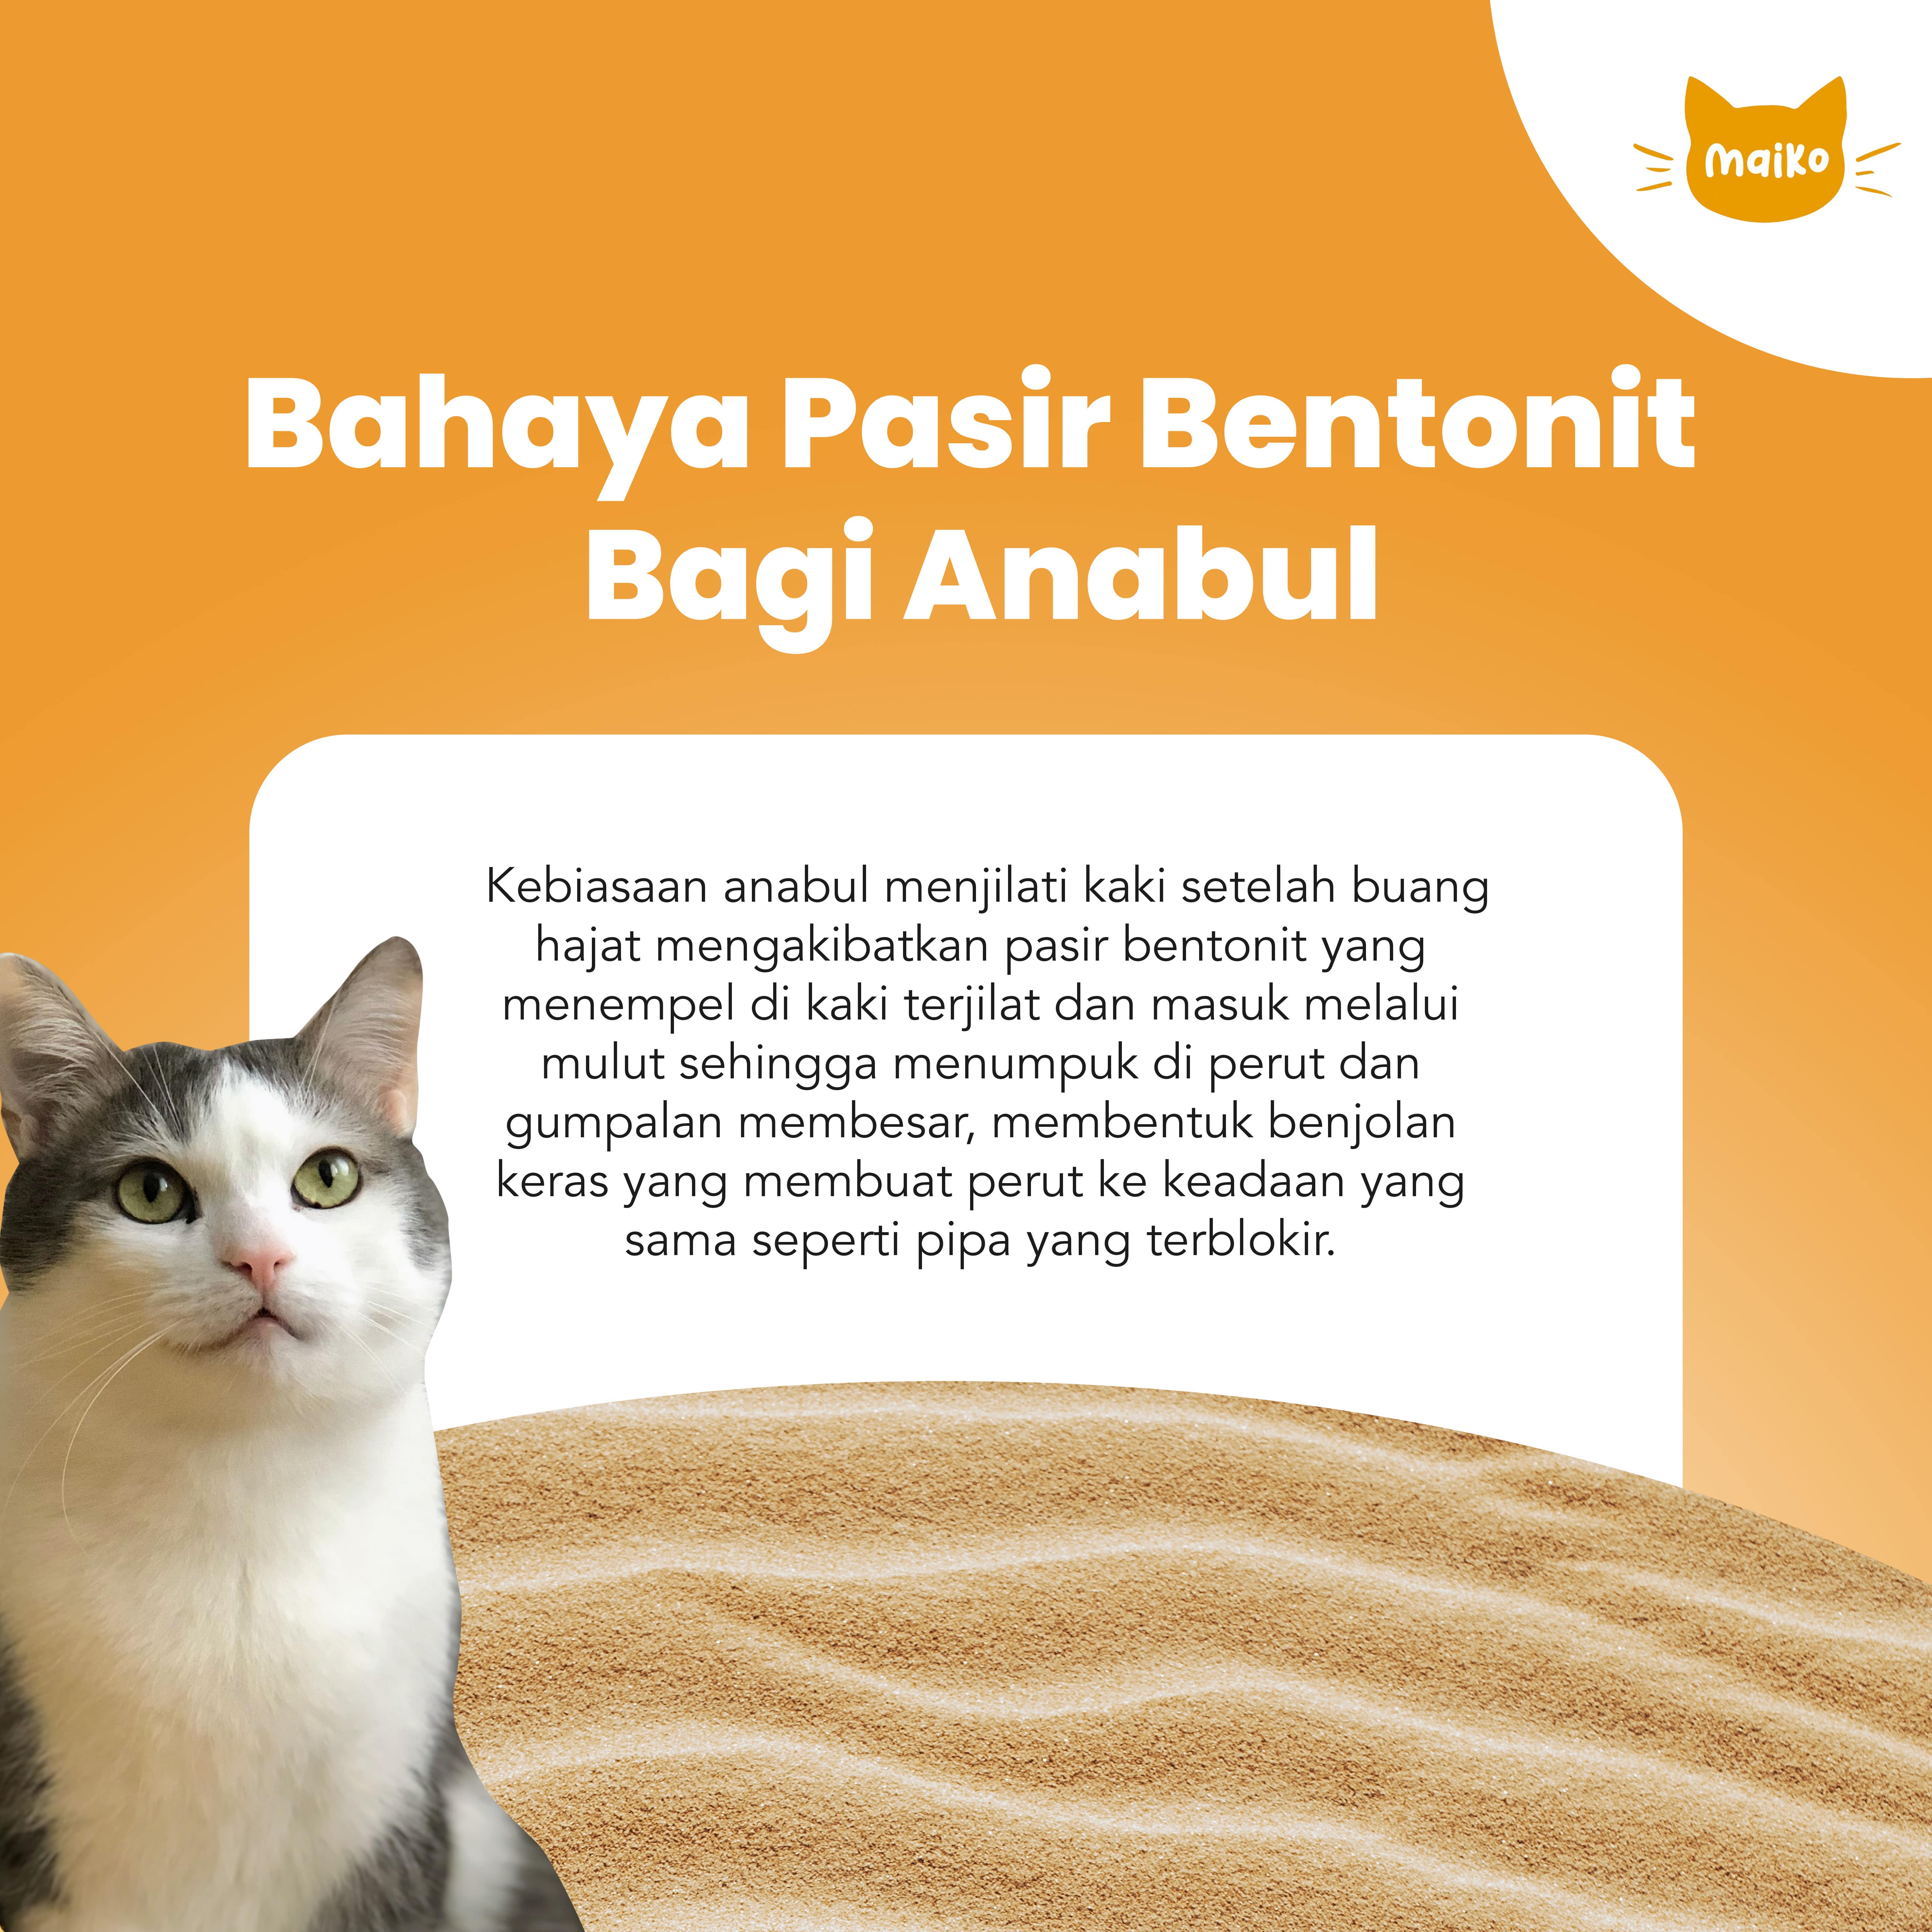 maiko
Bahaya Pasir Bentonit
Bagi Anabul
Kebiasaan anabul menjilati kaki setelah buang
hajat mengakibatkan pasir bentonit yang
menempel di kaki terjilat dan masuk melalui
mulut sehingga menumpuk di perut dan
gumpalan membesar, membentuk benjolan
keras yang membuat perut ke keadaan yang
sama seperti pipa yang terblokir.